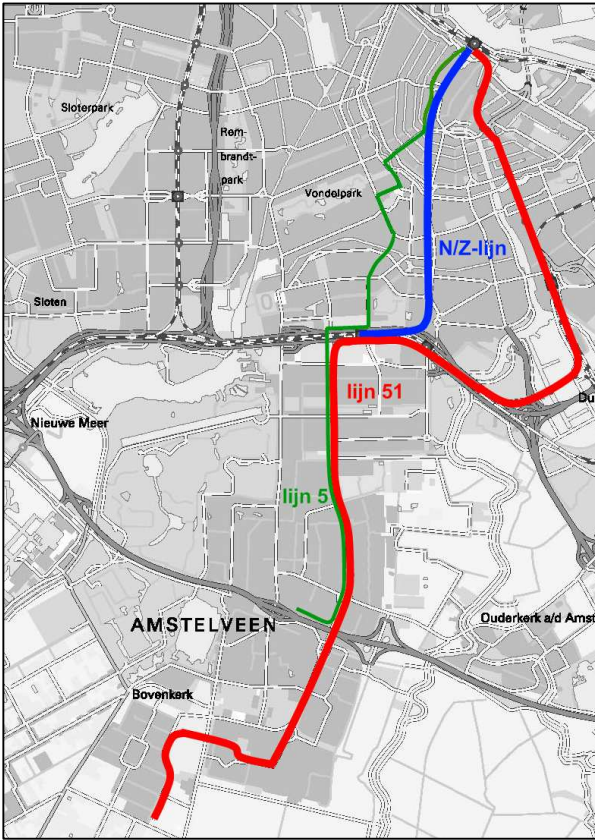 Sloterpark
Rem-
brandt-
park
Vondelpark
N/Z-lijn
Sloten
lijn 51
Du
Nieuwe Meer
lijn 5
AMSTELVEEN
Ouderkerk a/d Amst
Bovenkerk